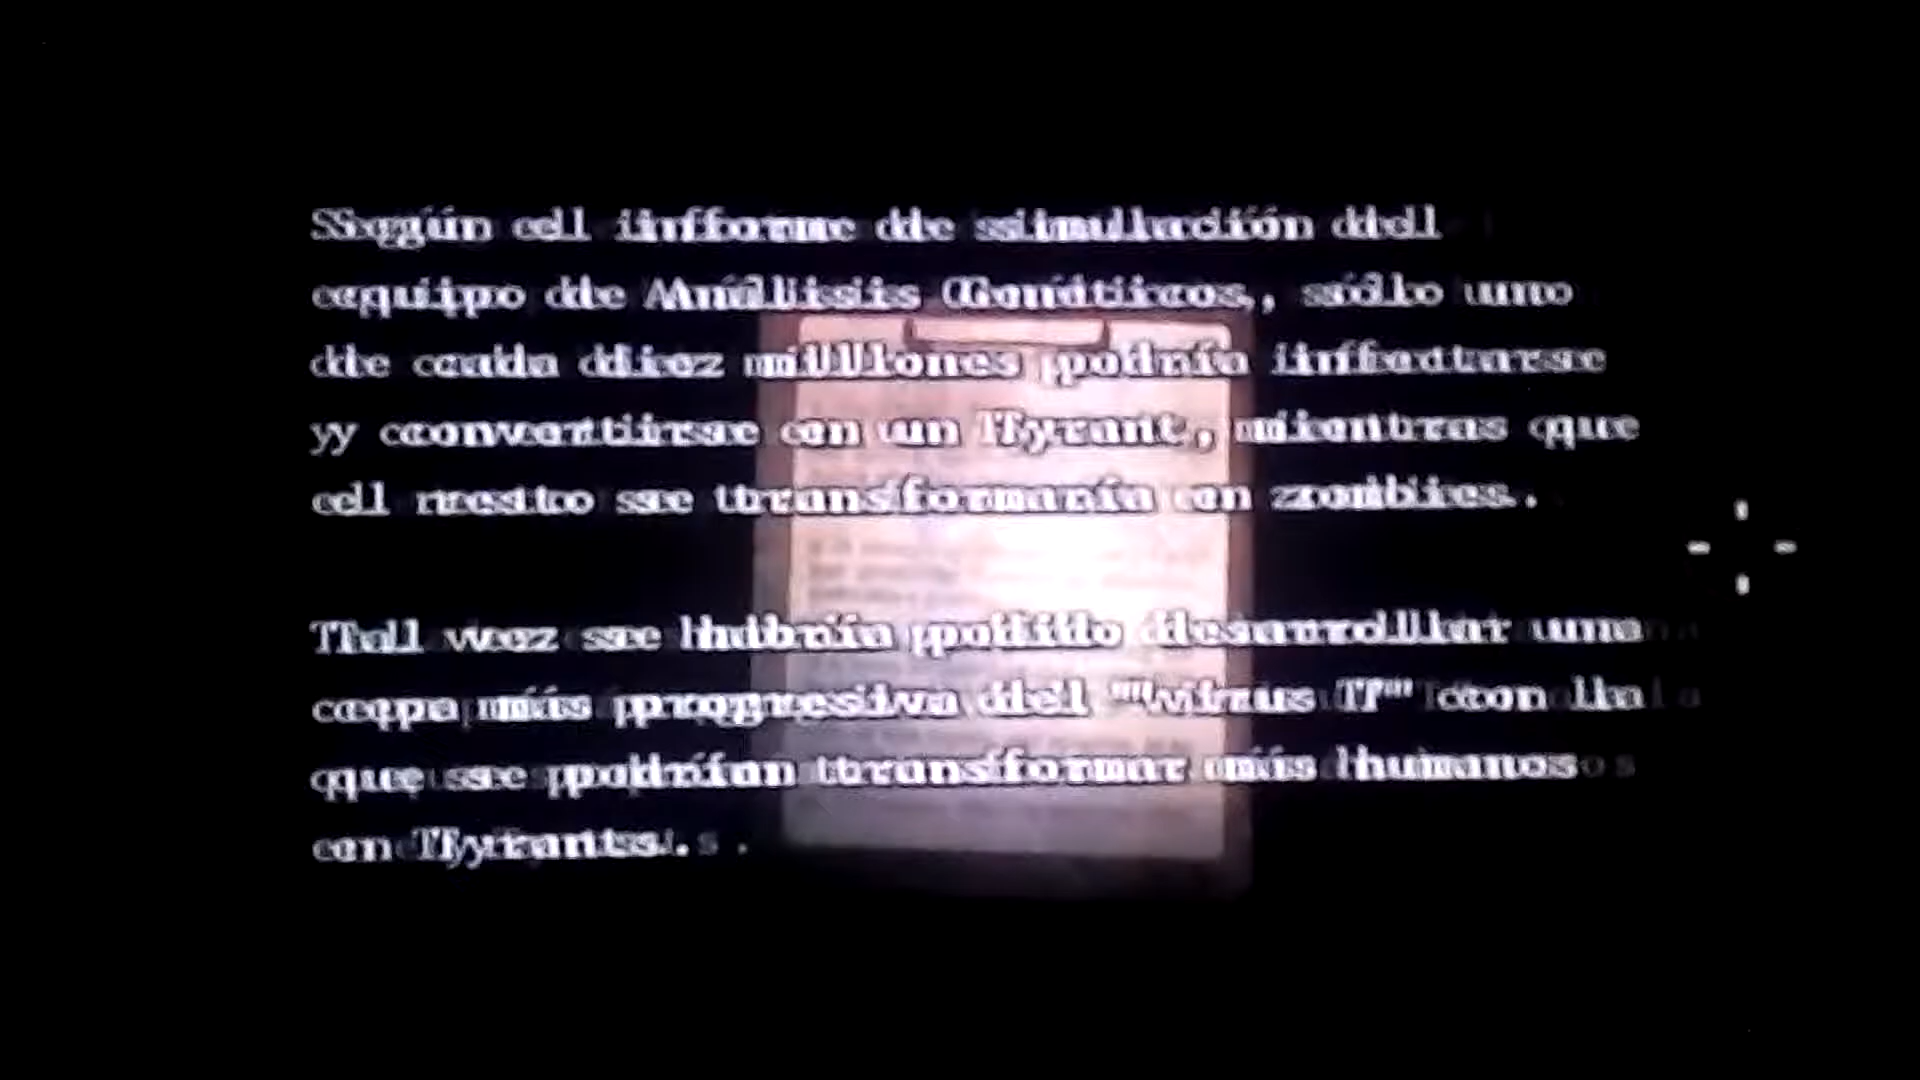 Según el informe de simulación del
equipo de Análisis Genéticos, sólo uno
de cada diez millones podría infectarse
y convertirse en un Tyrant, mientras que
el resto se transformaría en zombies.
Tal vez se habría podido desarrollar una
cepa más progresiva del "virus T" con la
que se podrían transformar más humanos
en Tyrants.